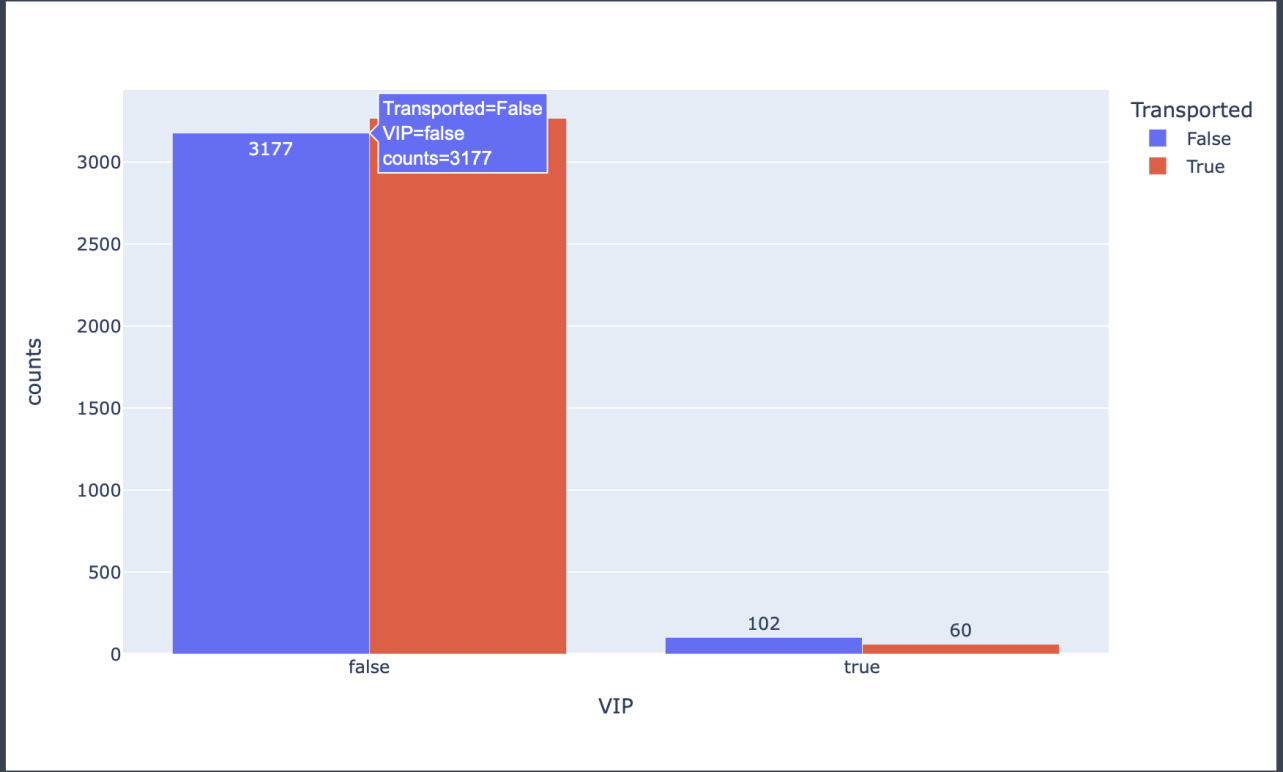 Transported=False
VIP=false
counts=3177
Transported
False
True
3177
3000
2500
2000
1500
1000
500
0
counts
102
60
false
true
VIP